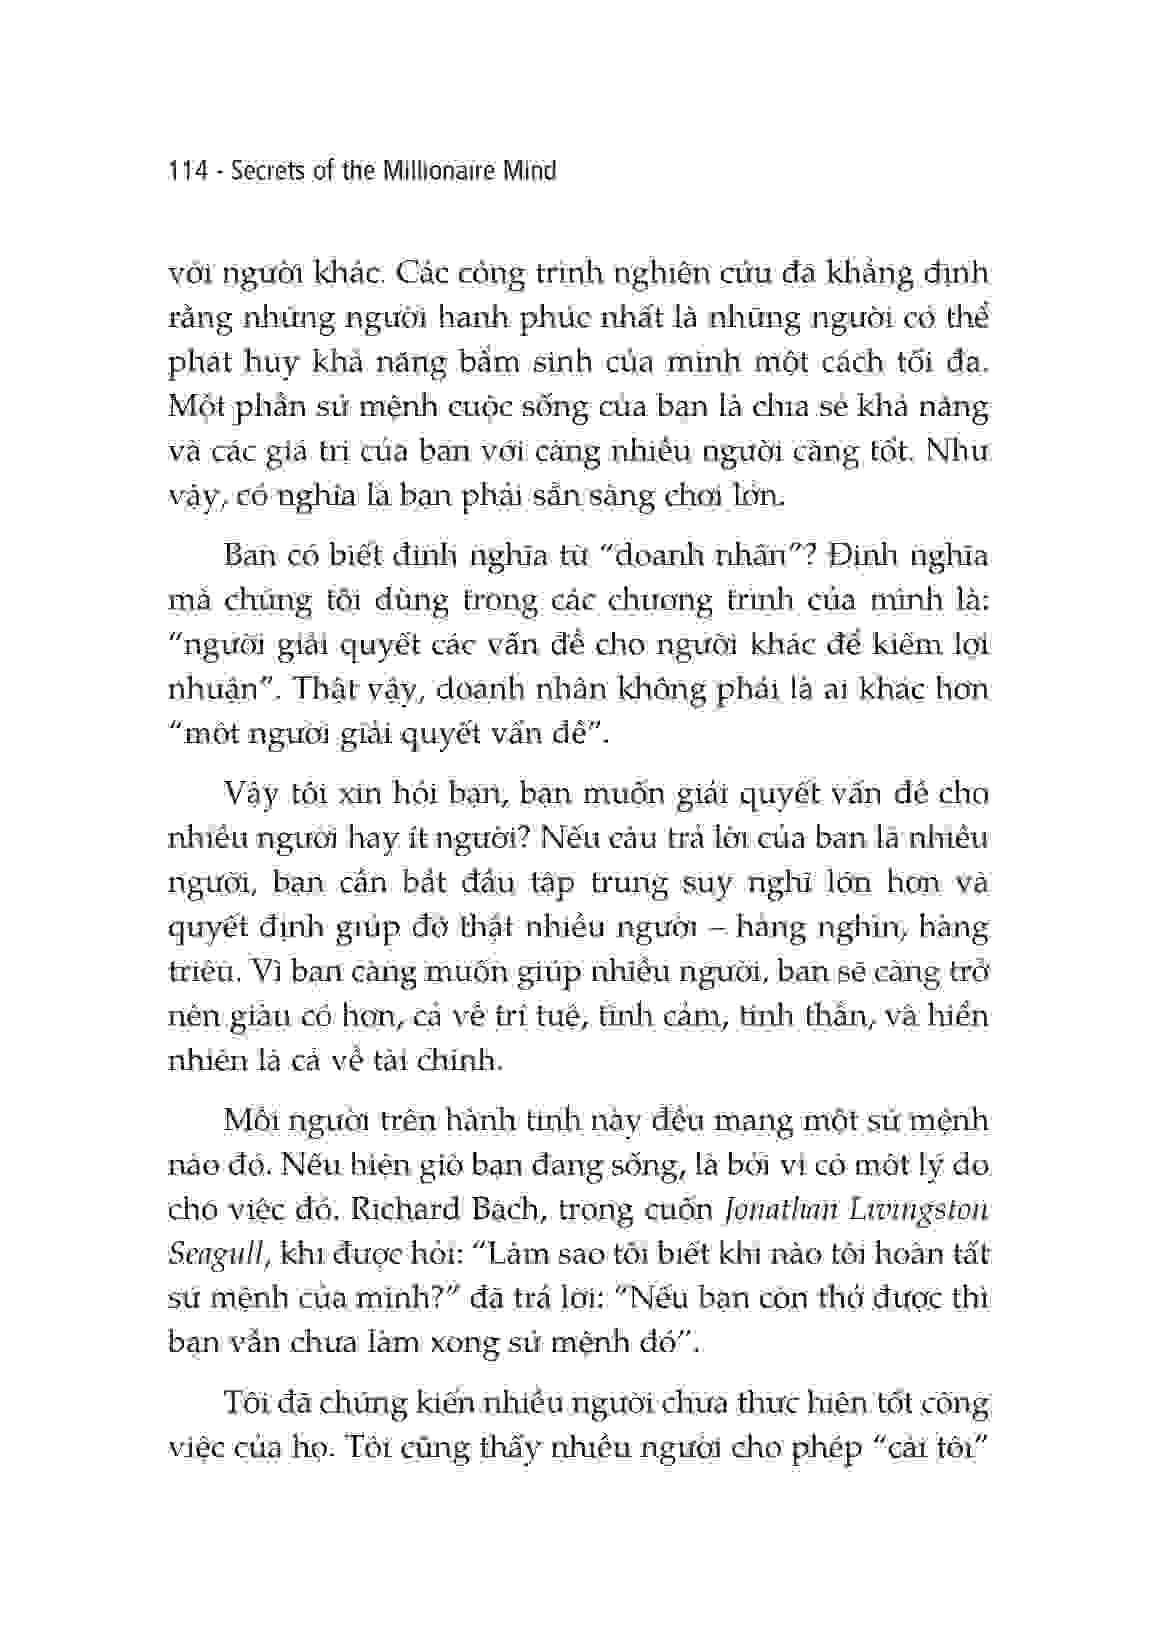 114 - Secrets of the Millionaire Mind
với người khác. Các công trình nghiên cứu đã khẳng định
rằng những người hạnh phúc nhất là những người có thể
phát huy khả năng bẩm sinh của mình một cách tối đa.
Một phần sứ mệnh cuộc sống của bạn là chia sẻ khả năng
và các giá trị của bạn với càng nhiều người càng tốt. Như
vậy, có nghĩa là bạn phải sẵn sàng chơi lớn.
Bạn có biết định nghĩa từ “doanh nhân”? Định nghĩa
mà chúng tôi dùng trong các chương trình của mình là:
“người giải quyết các vấn đề cho người khác để kiếm lợi
nhuận”. Thật vậy, doanh nhân không phải là ai khác hơn
“một người giải quyết vấn đề”.
Vậy tôi xin hỏi bạn, bạn muốn giải quyết vấn đề cho
nhiều người hay ít người? Nếu câu trả lời của bạn là nhiều
người, bạn cần bắt đầu tập trung suy nghĩ lớn hơn và
quyết định giúp đỡ thật nhiều người – hàng nghìn, hàng
triệu. Vì bạn càng muốn giúp nhiều người, bạn sẽ càng trở
nên giàu có hơn, cả về trí tuệ, tình cảm, tinh thần, và hiển
nhiên là cả về tài chính.
Mỗi người trên hành tinh này đều mang một sứ mệnh
nào đó. Nếu hiện giờ bạn đang sống, là bởi vì có một lý do
cho việc đó. Richard Bach, trong cuốn Jonathan Livingston
Seagull, khi được hỏi: “Làm sao tôi biết khi nào tôi hoàn tất
sứ mệnh của mình?” đã trả lời: “Nếu bạn còn thở được thì
bạn vẫn chưa làm xong sứ mệnh đó”.
Tôi đã chứng kiến nhiều người chưa thực hiện tốt công
việc của họ. Tôi cũng thấy nhiều người cho phép “cái tôi”